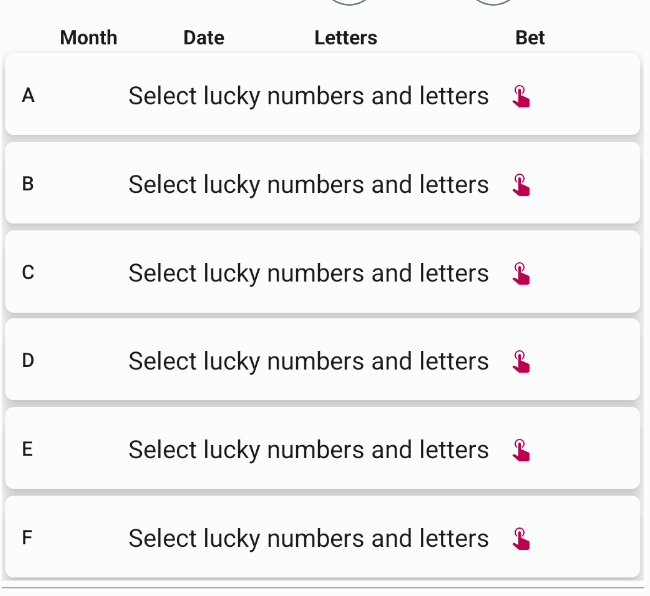 Month Date Letters Bet
A Select lucky numbers and letters
B Select lucky numbers and letters
C Select lucky numbers and letters
D Select lucky numbers and letters
E Select lucky numbers and letters
F Select lucky numbers and letters